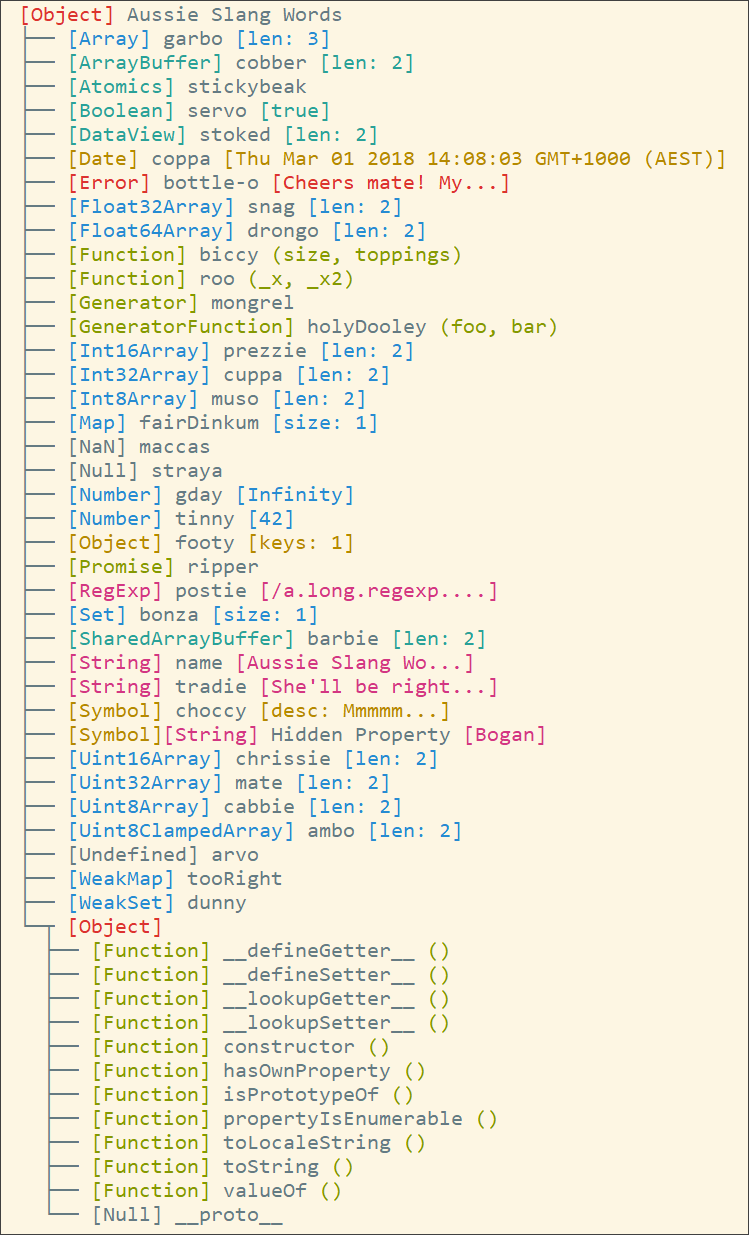 [Object] Aussie Slang Words
[Array] garbo [len: 3]
[ArrayBuffer] cobber [len: 2]
[Atomics] stickybeak
[Boolean] servo [true]
[DataView] stoked [len: 2]
[Date] coppa [Thu Mar 01 2018 14:08:03 GMT+1000 (AEST)]
[Error] bottle-o [Cheers mate! My...]
[Float32Array] snag [len: 2]
[Float64Array] drongo [len: 2]
[Function] biccy (size, toppings)
[Function] roo (_x, _x2)
[Generator] mongrel
[GeneratorFunction] holyDooley (foo, bar)
[Int16Array] prezzie [len: 2]
[Int32Array] cuppa [len: 2]
[Int8Array] muso [len: 2]
[Map] fairDinkum [size: 1]
[NaN] maccas
[Null] straya
[Number] gday [Infinity]
[Number] tinny [42]
[Object] footy [keys: 1]
[Promise] ripper
[RegExp] postie [/a.long.regexp....]
[Set] bonza [size: 1]
[SharedArrayBuffer] barbie [len: 2]
[String] name [Aussie Slang Wo...]
[String] tradie [She'll be right...]
[Symbol] choccy [desc: Mmmmm...]
[Symbol][String] Hidden Property [Bogan]
[Uint16Array] chrissie [len: 2]
[Uint32Array] mate [len: 2]
[Uint8Array] cabbie [len: 2]
[Uint8ClampedArray] ambo [len: 2]
[Undefined] arvo
[WeakMap] tooRight
[WeakSet] dunny
[Object]
[Function] __defineGetter__ ()
[Function] __defineSetter__ ()
[Function] __lookupGetter__ ()
[Function] __lookupSetter__ ()
[Function] constructor ()
[Function] hasOwnProperty ()
[Function] isPrototypeOf ()
[Function] propertyIsEnumerable ()
[Function] toLocaleString ()
[Function] toString ()
[Function] valueOf ()
[Null] __proto__